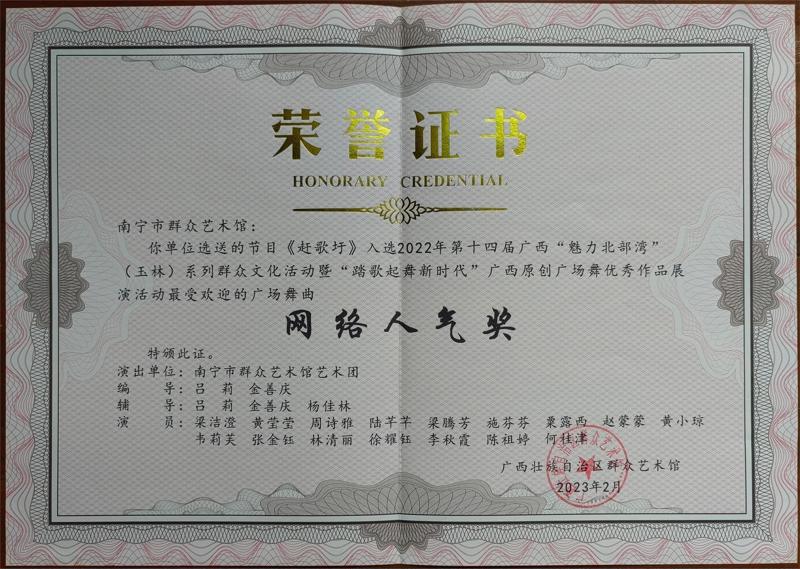 荣誉证书
HONORARY CREDENTIAL
南宁市群众艺术馆：
你单位选送的节目《赶歌圩》入选2022年第十四届广西“魅力北部湾”
（玉林）系列群众文化活动暨“踏歌起舞新时代”广西原创广场舞优秀作品展
演活动最受欢迎的广场舞曲
网络人气奖
特颁此证。
演出单位：南宁市群众艺术馆艺术团
编 导：吕 莉 金善庆
辅 导：吕 莉 金善庆 杨佳林
演 员：梁洁澄 黄莹莹 周诗雅 陆芊芊 梁腾芳 施芬芬 粟露西 赵蒙蒙 黄小琼
韦莉芙 张金钰 林清丽 徐耀钰 李秋霞 陈祖婷 何桂津
广西壮族自治区群众艺术馆
2023年2月